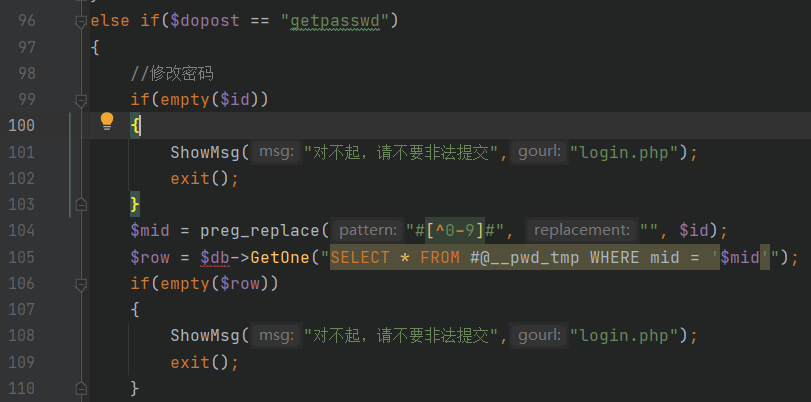 96 else if($dopost == "getpasswd")
97 {
98 //修改密码
99 if(empty($id))
100 {
101 ShowMsg( msg: "对不起，请不要非法提交", gourl: "login.php");
102 exit();
103 }
104 $mid = preg_replace( pattern: "#[^0-9]#", replacement: "", $id);
105 $row = $db->GetOne("SELECT * FROM #@__pwd_tmp WHERE mid = '$mid'");
106 if(empty($row))
107 {
108 ShowMsg( msg: "对不起，请不要非法提交", gourl: "login.php");
109 exit();
110 }